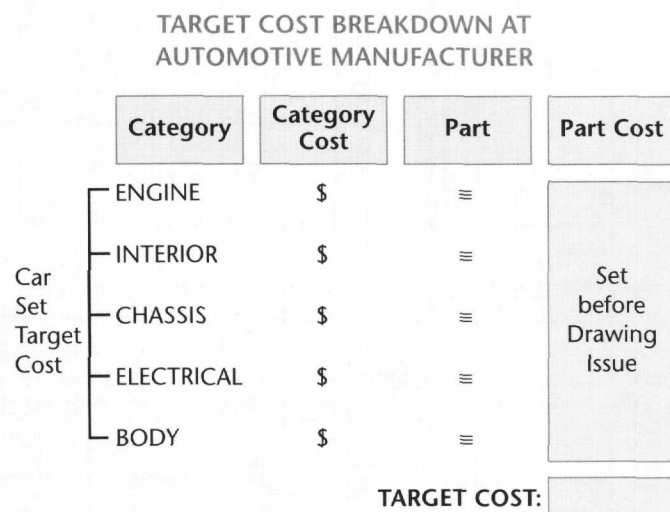 TARGET COST BREAKDOWN AT
AUTOMOTIVE MANUFACTURER
Category
Category
Cost
Part
Part Cost
Car
Set
Target
Cost
ENGINE $ ≡
INTERIOR $ ≡
CHASSIS $ ≡
ELECTRICAL $ ≡
BODY $ ≡
Set
before
Drawing
Issue
TARGET COST: